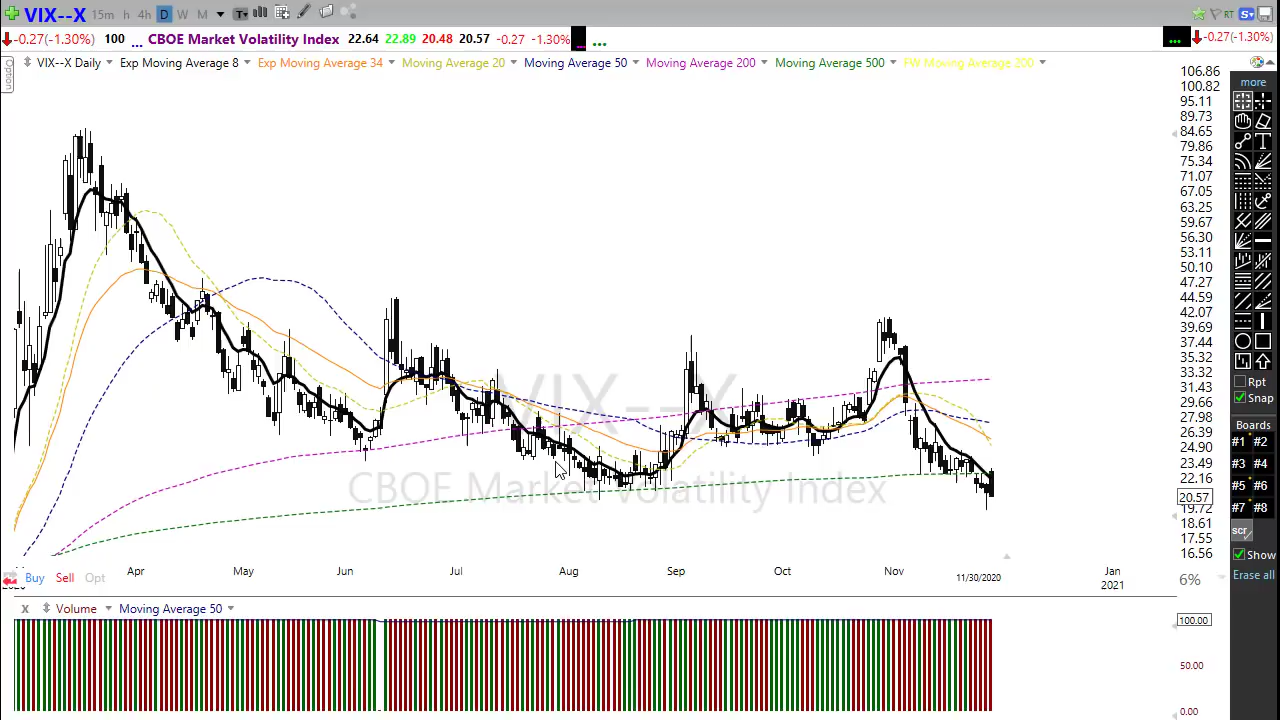 VIX--X 15m h 4h D W M T RT S
-0.27(-1.30%) 100 ... CBOE Market Volatility Index 22.64 22.89 20.48 20.57 -0.27 -1.30% ... ... -0.27(-1.30%)
Option
VIX--X Daily Exp Moving Average 8 Exp Moving Average 34 Moving Average 20 Moving Average 50 Moving Average 200 Moving Average 500 FW Moving Average 200
106.86
100.82
95.11
89.73
84.65
79.86
75.34
71.07
67.05
63.25
59.67
56.30
53.11
50.10
47.27
44.59
42.07
39.69
37.44
35.32
33.32
31.43
29.66
27.98
26.39
24.90
23.49
22.16
20.57
19.72
18.61
17.55
16.56
VIX--X
CBOE Market Volatility Index
Apr May Jun Jul Aug Sep Oct Nov 11/30/2020 Jan
2021
Buy Sell Opt
6%
X Volume Moving Average 50
100.00
50.00
0.00
more
T
Rpt
Snap
Boards
#1 #2
#3 #4
#5 #6
#7 #8
scr
Show
Erase all